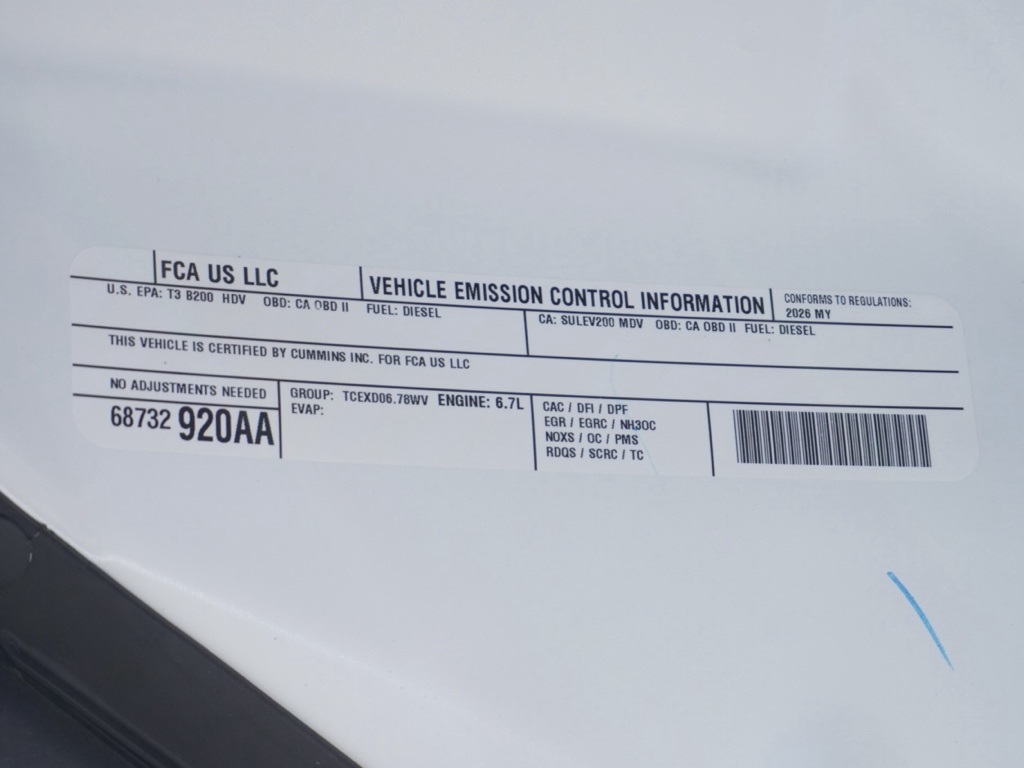 FCA US LLC
VEHICLE EMISSION CONTROL INFORMATION
CONFORMS TO REGULATIONS:
2026 MY
U.S. EPA: T3 B200 HDV OBD: CA OBD II FUEL: DIESEL
CA: SULEV200 MDV OBD: CA OBD II FUEL: DIESEL
THIS VEHICLE IS CERTIFIED BY CUMMINS INC. FOR FCA US LLC
NO ADJUSTMENTS NEEDED
68732 920AA
GROUP: TCEXD06.78WV ENGINE: 6.7L
EVAP:
CAC / DFI / DPF
EGR / EGRC / NH3OC
NOXS / OC / PMS
RDQS / SCRC / TC